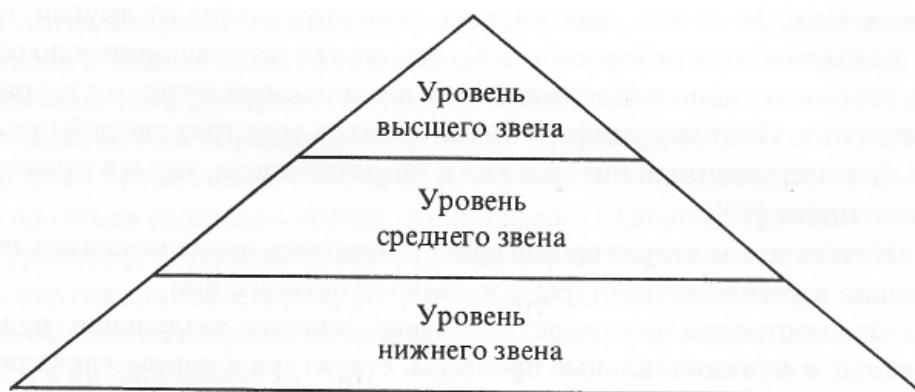 Уровень
высшего звена
Уровень
среднего звена
Уровень
нижнего звена